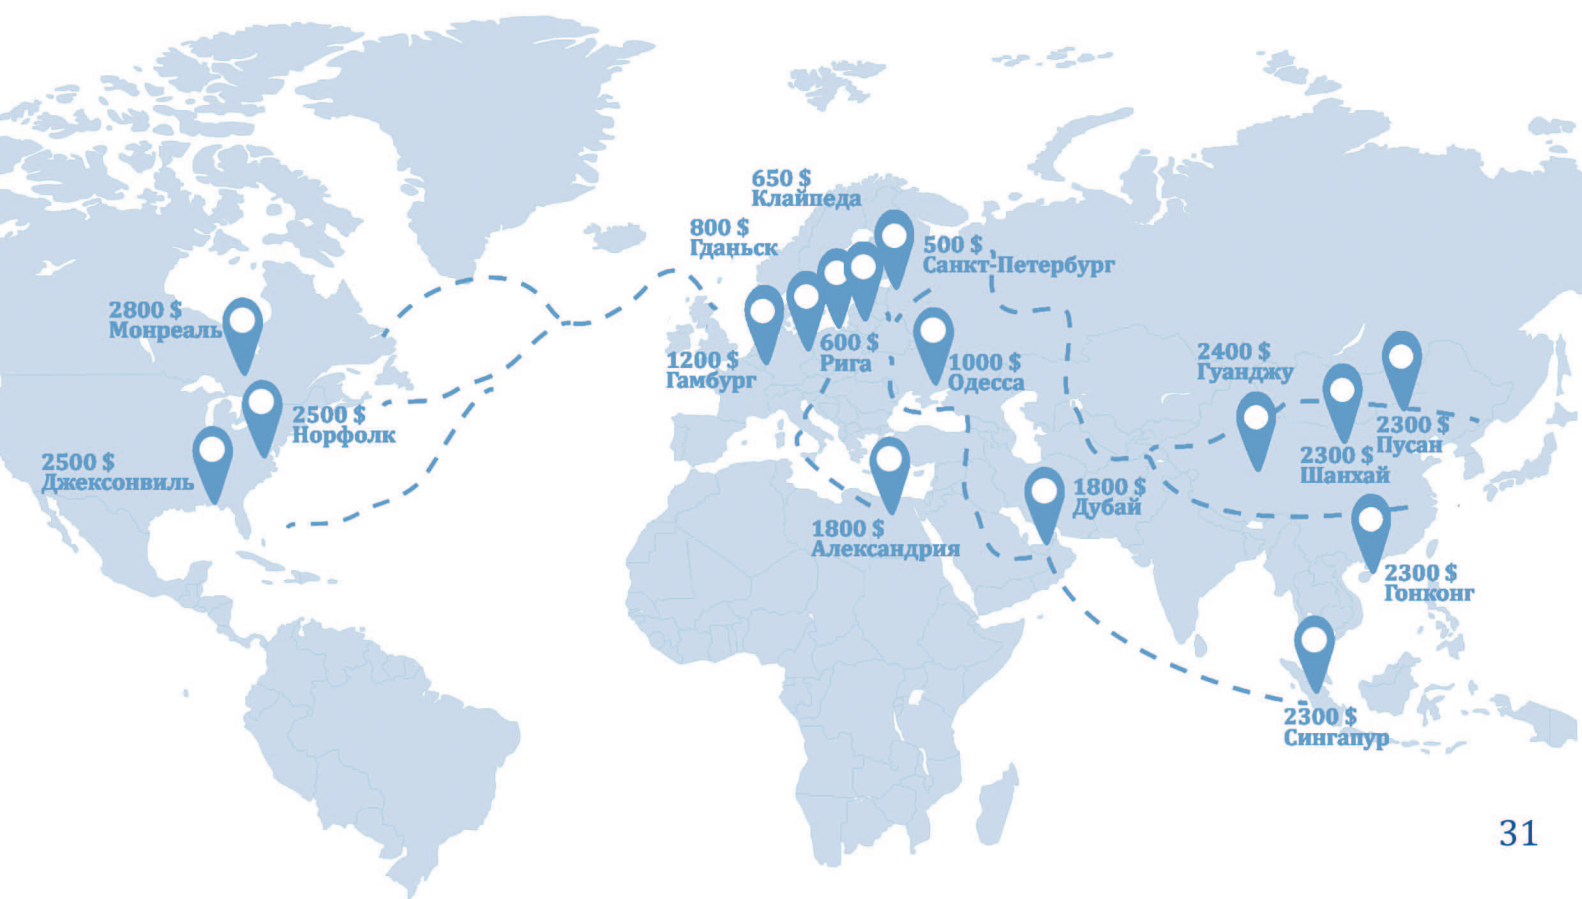 650 $
Клайпеда
800 $
Гданьск
500 $
Санкт-Петербург
2800 $
Монреаль
1200 $
Гамбург
600 $
Рига
1000 $
Одесса
2400 $
Гуанджу
2500 $
Норфолк
2300 $
Пусан
2500 $
Джексонвиль
2300 $
Шанхай
1800 $
Дубай
1800 $
Александрия
2300 $
Гонконг
2300 $
Сингапур
31